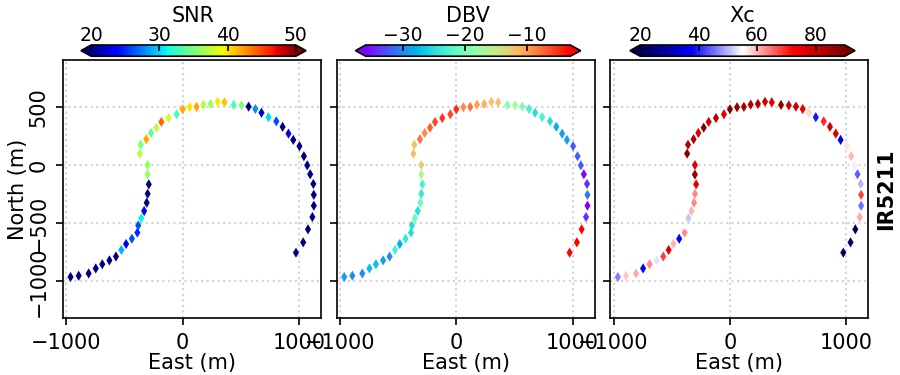 SNR DBV Xc
20 30 40 50 −30 −20 −10 20 40 60 80
North (m)
500
0
−500
−1000
IR5211
−1000 0 1000 −1000 0 1000 −1000 0 1000
East (m) East (m) East (m)